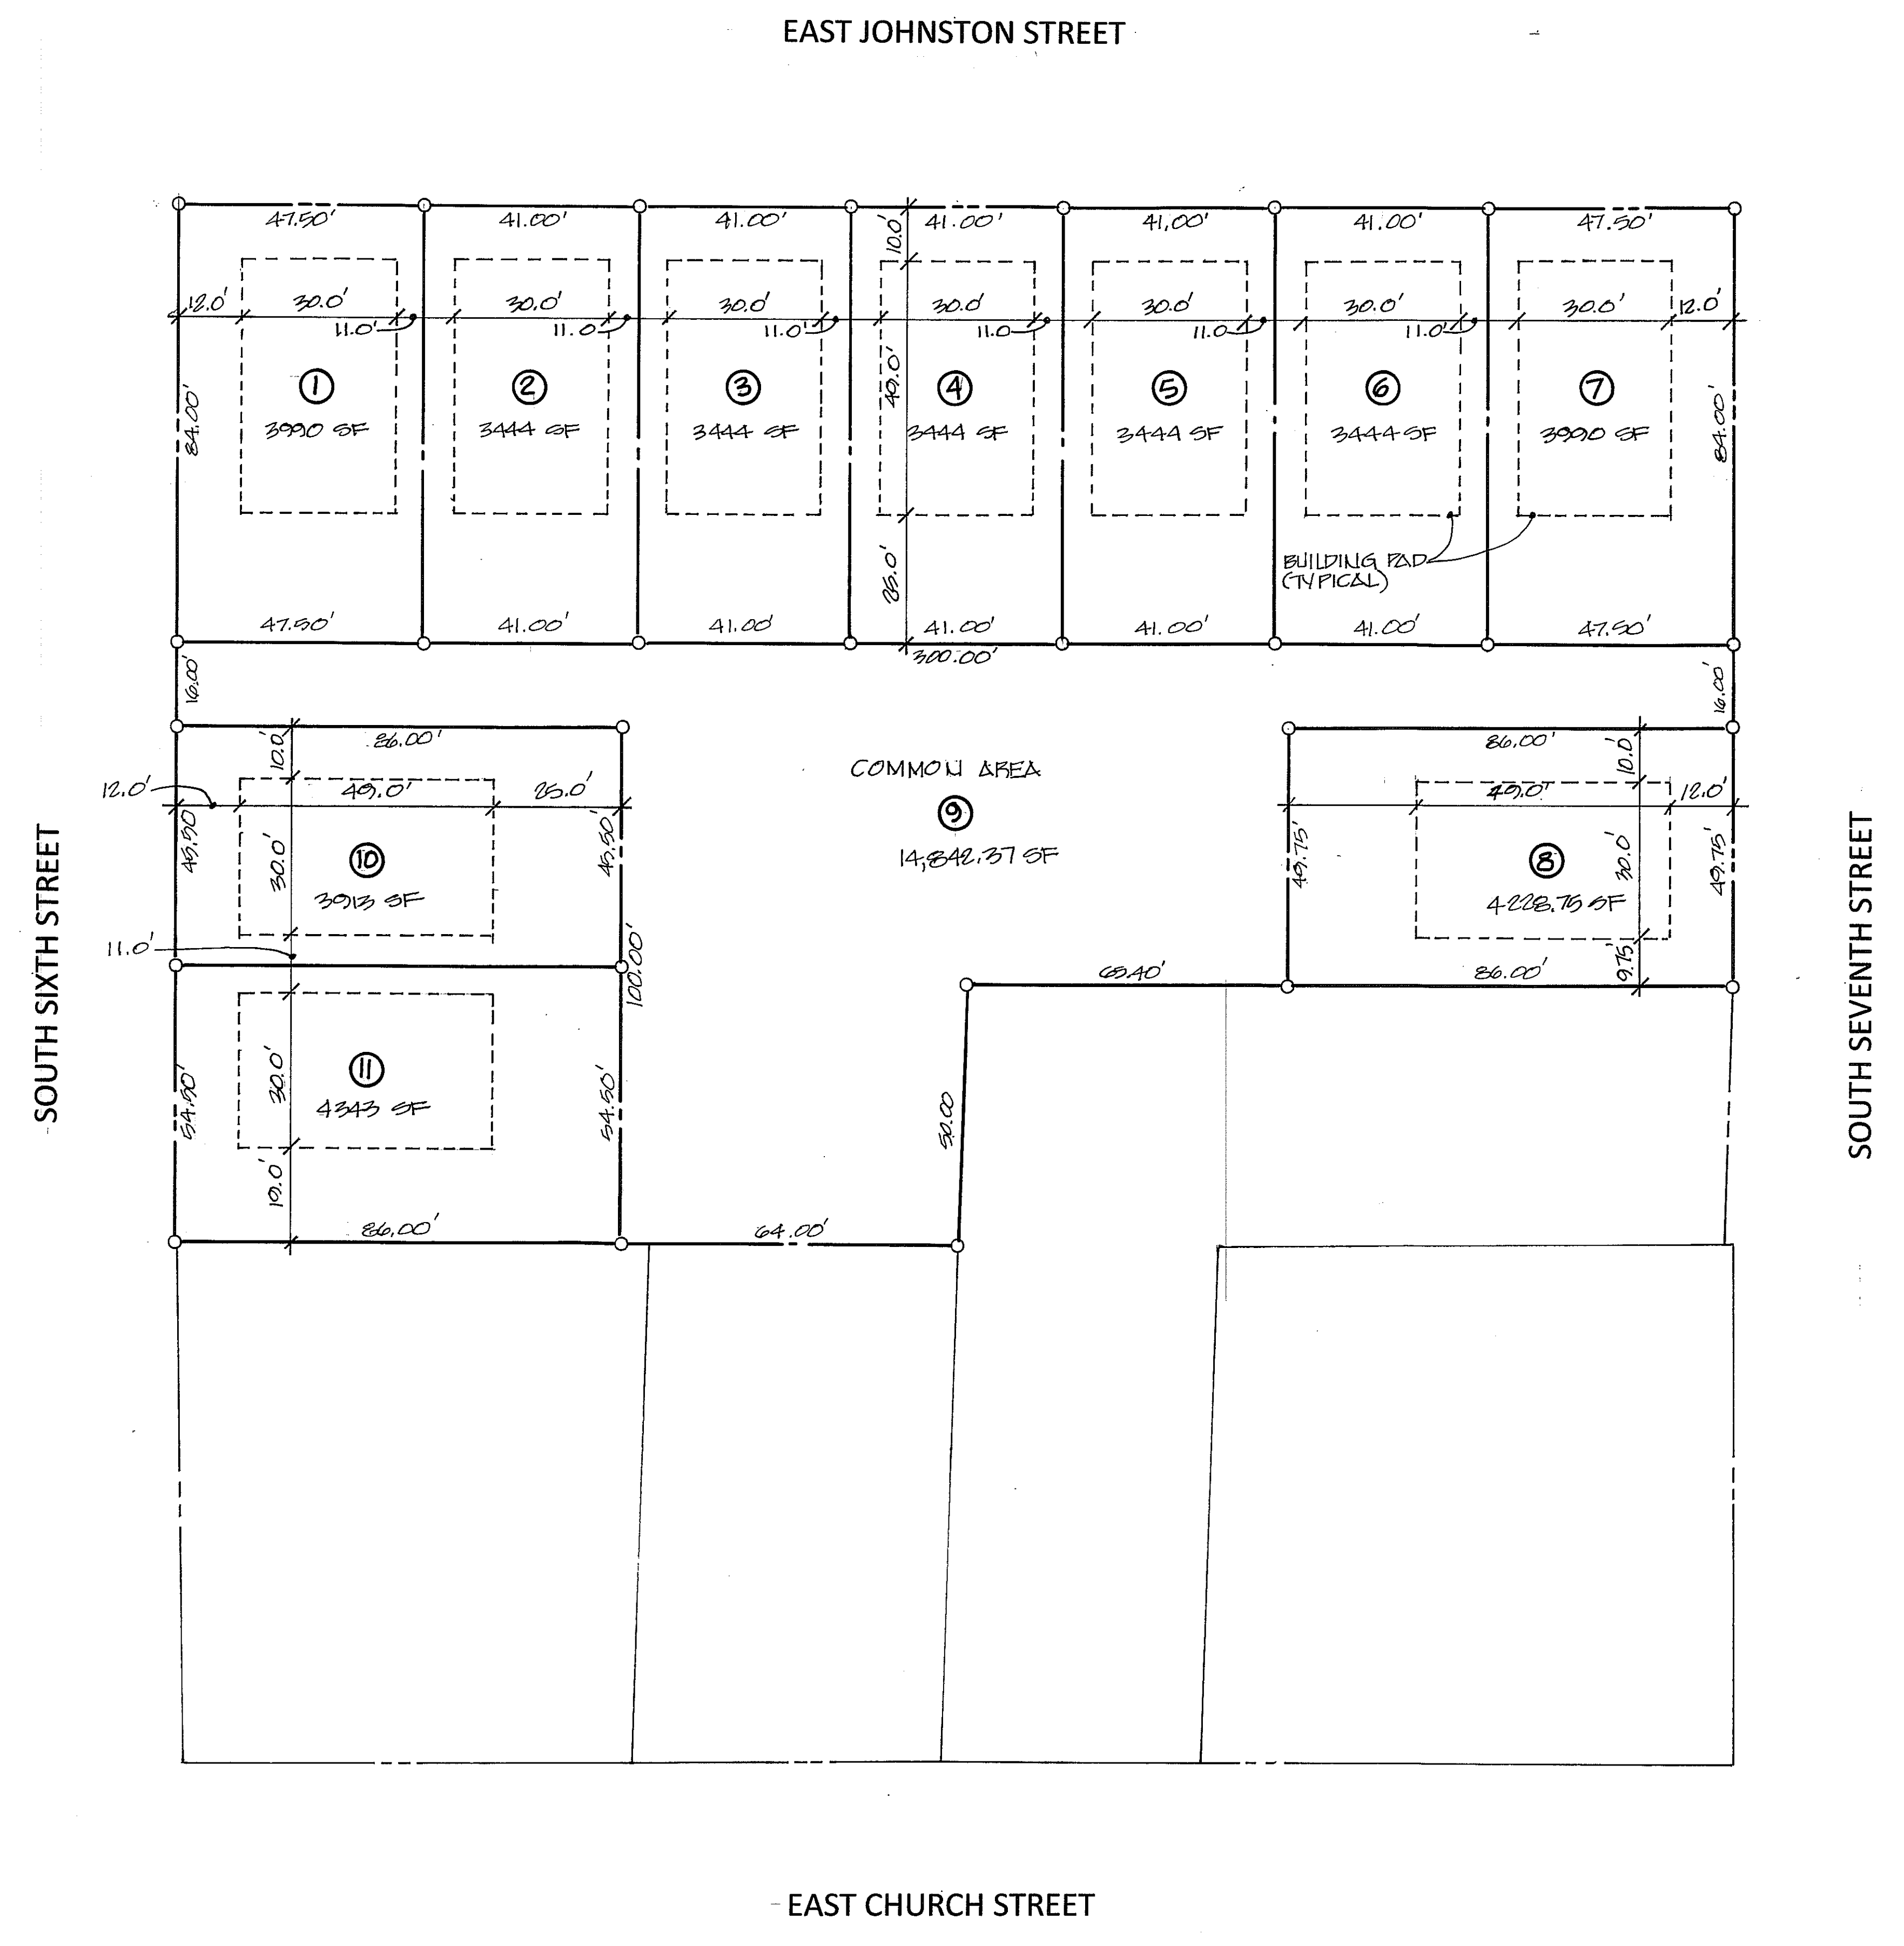 EAST JOHNSTON STREET
47.50' 41.00' 41.00' 41.00' 41.00' 41.00' 47.50'
10.0'
12.0' 30.0' 30.0' 30.0' 30.0' 30.0' 30.0' 30.0' 12.0'
11.0' 11.0 11.0' 11.0 11.0 11.0'
49.0'
1 2 3 4 5 6 7
84.00' 84.00'
3990 SF 3444 SF 3444 SF 3444 SF 3444 SF 3444 SF 3990 SF
25.0'
BUILDING PAD
(TYPICAL)
47.50' 41.00' 41.00' 41.00' 41.00' 41.00' 47.50'
300.00'
16.00' 16.00'
86.00' 86.00'
10.0' 10.0'
COMMON AREA
9
14,842.37 SF
12.0' 49.0' 25.0' 49.0' 12.0'
45.50' 30.0' 45.50' 49.75' 30.0' 49.75'
10
3913 SF
8
4228.75 SF
9.75'
11.0'
100.00'
69.40' 86.00'
11
4343 SF
54.50' 30.0' 54.50' 50.00
19.0'
86.00' 64.00'
SOUTH SIXTH STREET
SOUTH SEVENTH STREET
EAST CHURCH STREET